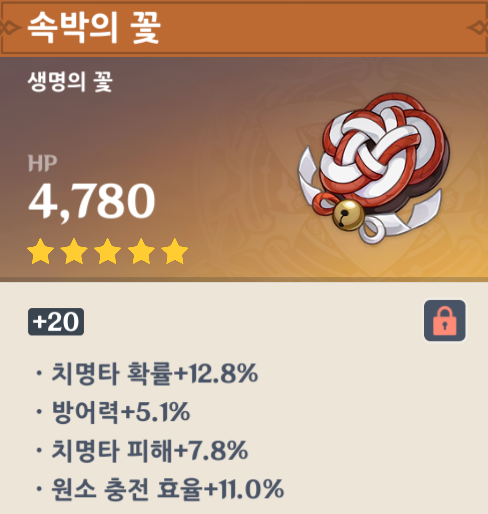 속박의 꽃
생명의 꽃
HP
4,780
+20
· 치명타 확률+12.8%
· 방어력+5.1%
· 치명타 피해+7.8%
· 원소 충전 효율+11.0%